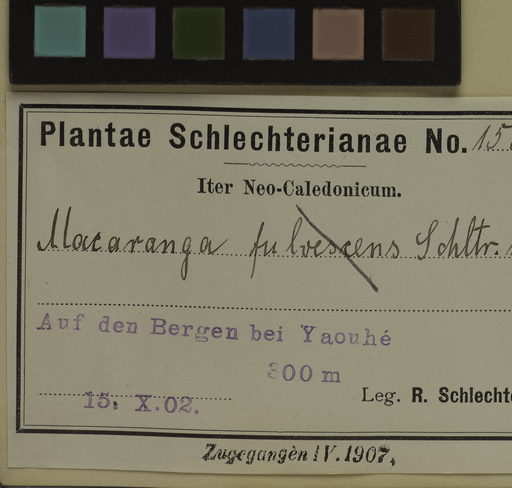 Plantae Schlechterianae No. 15
Iter Neo-Caledonicum.
Macaranga fulvescens Schltr.
Auf den Bergen bei Yaouhé
300 m
15. X.02.
Leg. R. Schlechte
Zugegangen IV.1907.